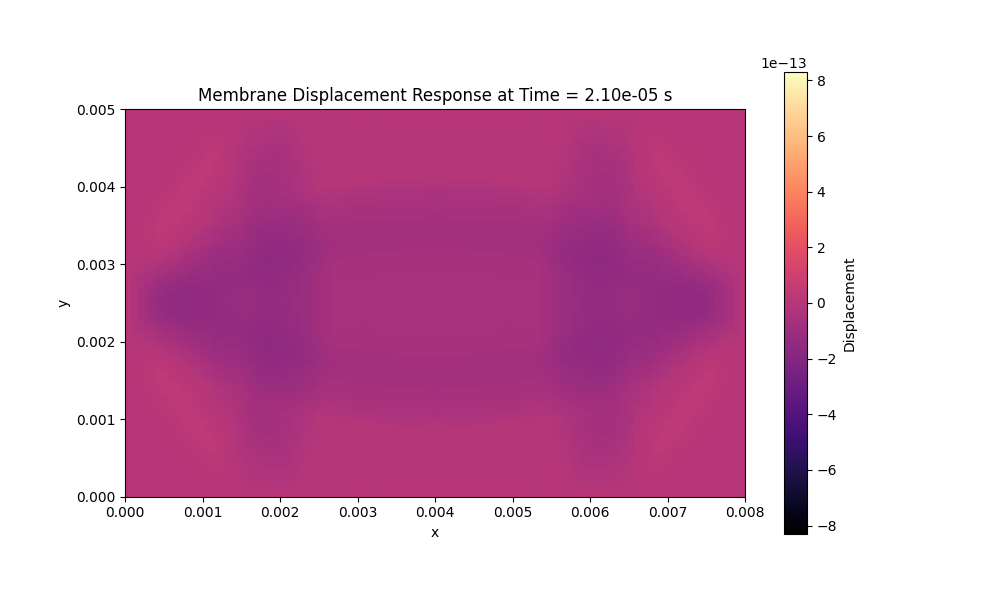 1e−13
Membrane Displacement Response at Time = 2.10e-05 s
0.005
0.004
0.003
0.002
0.001
0.000
y
0.000 0.001 0.002 0.003 0.004 0.005 0.006 0.007 0.008
x
8
6
4
2
0
−2
−4
−6
−8
Displacement